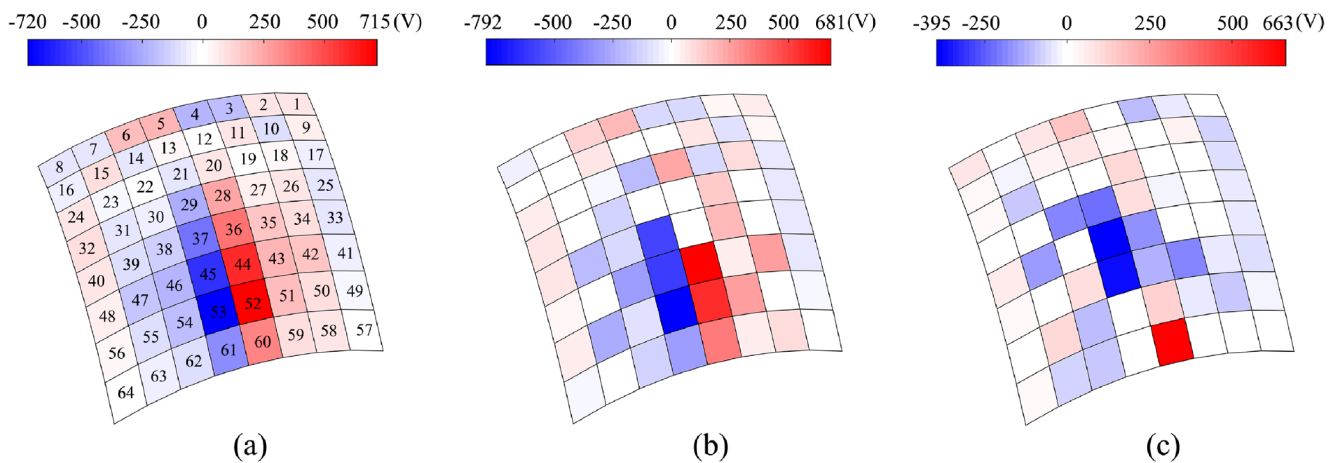 -720 -500 -250 0 250 500 715(V)
-792 -500 -250 0 250 500 681(V)
-395 -250 0 250 500 663(V)
8 7 6 5 4 3 2 1
16 15 14 13 12 11 10 9
24 23 22 21 20 19 18 17
32 31 30 29 28 27 26 25
40 39 38 37 36 35 34 33
48 47 46 45 44 43 42 41
56 55 54 53 52 51 50 49
64 63 62 61 60 59 58 57
(a) (b) (c)